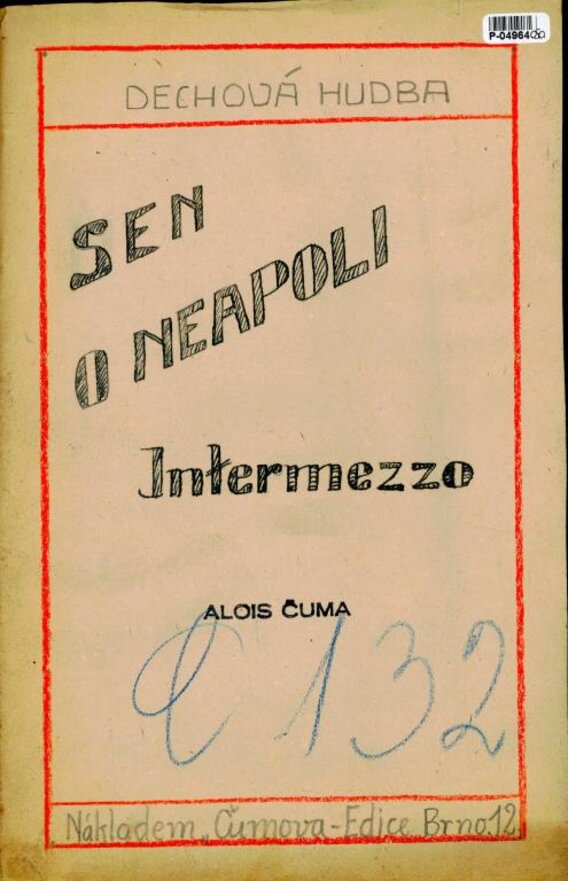 P-04964
DECHOVÁ HUDBA
SEN
O NEAPOLI
Intermezzo
ALOIS ČUMA
C 132
Nákladem „Čumova-Edice Brno.12.